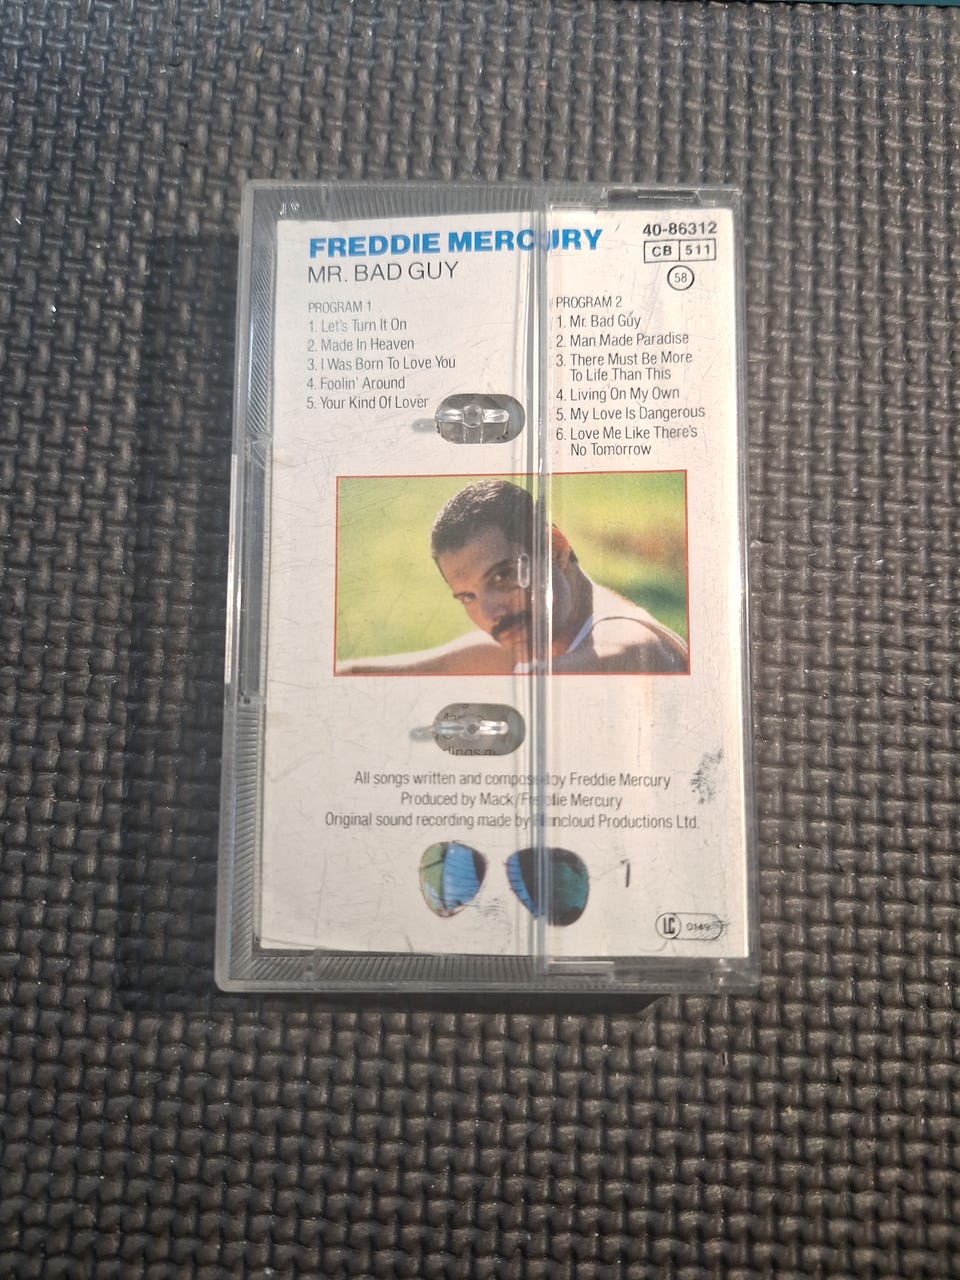 FREDDIE MERCURY
MR. BAD GUY
40-86312
CB 511
58
PROGRAM 1
1. Let's Turn It On
2. Made In Heaven
3. I Was Born To Love You
4. Foolin' Around
5. Your Kind Of Lover
PROGRAM 2
1. Mr. Bad Guy
2. Man Made Paradise
3. There Must Be More
To Life Than This
4. Living On My Own
5. My Love Is Dangerous
6. Love Me Like There's
No Tomorrow
All songs written and composed by Freddie Mercury
Produced by Mack/Freddie Mercury
Original sound recording made by Productions Ltd.
LC 0149